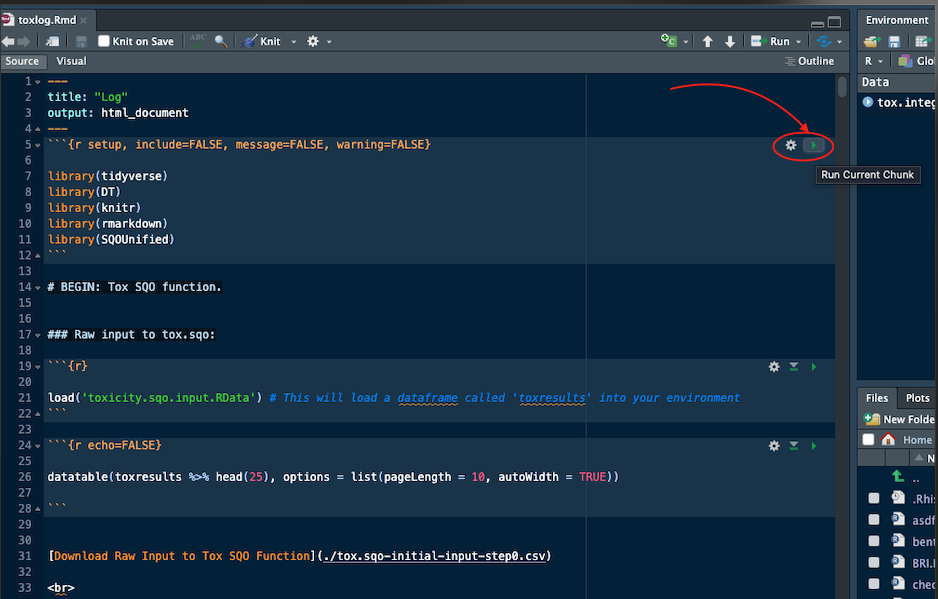 toxlog.Rmd
Environment
Knit on Save
ABC
Knit
Run
Source
Visual
Outline
R
Glo
Data
tox.integ
1 ---
2 title: "Log"
3 output: html_document
4 ---
5 ```{r setup, include=FALSE, message=FALSE, warning=FALSE}
6
7 library(tidyverse)
8 library(DT)
9 library(knitr)
10 library(rmarkdown)
11 library(SQOUnified)
12 ```
13
14 # BEGIN: Tox SQO function.
15
16
17 ### Raw input to tox.sqo:
18
19 ```{r}
20
21 load('toxicity.sqo.input.RData') # This will load a dataframe called 'toxresults' into your environment
22 ```
23
24 ```{r echo=FALSE}
25
26 datatable(toxresults %>% head(25), options = list(pageLength = 10, autoWidth = TRUE))
27
28 ```
29
30
31 [Download Raw Input to Tox SQO Function](./tox.sqo-initial-input-step0.csv)
32
33 <br>
Run Current Chunk
Files
Plots
New Folde
Home
N
..
.Rhis
asdf
bent
BRI.
chec